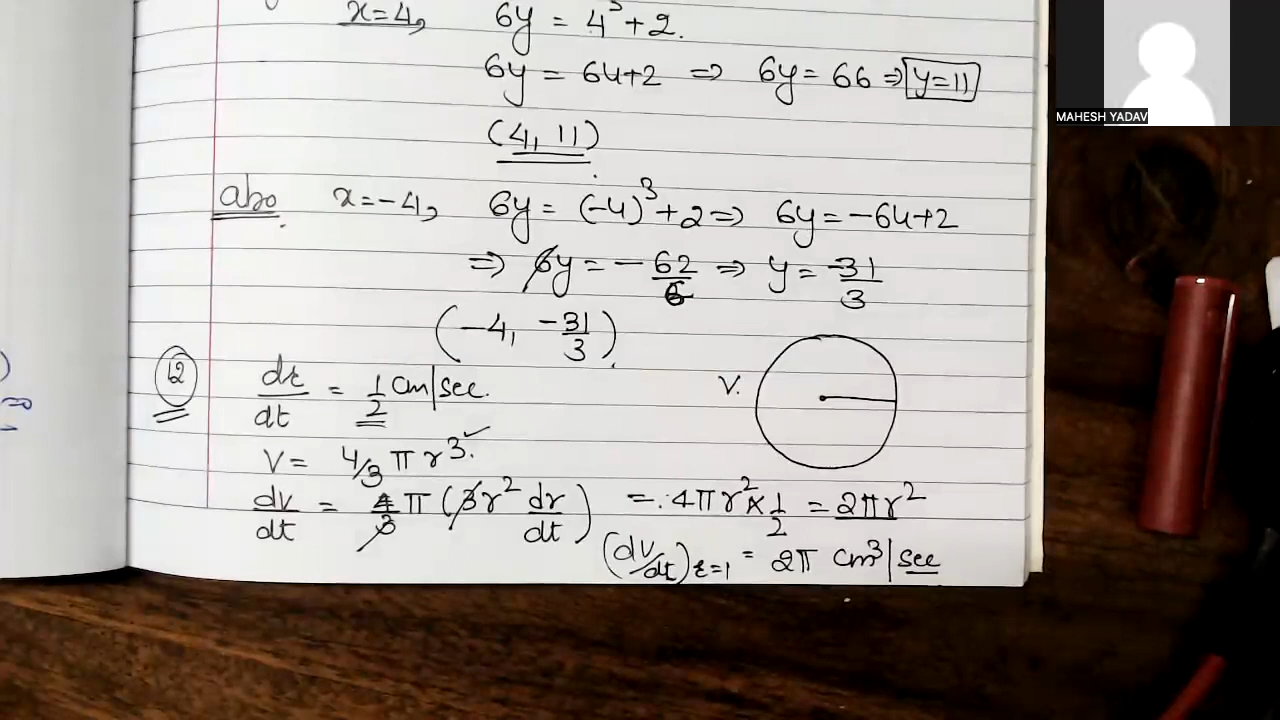 x=4, 6y = 4³+2.
6y = 64+2 ⇒ 6y = 66 ⇒ y=11
(4, 11)
also x=-4, 6y = (-4)³+2 ⇒ 6y = -64+2
⇒ 6y = -62/6 ⇒ y = -31/3
(-4, -31/3)
12 dr/dt = 1/2 cm/sec. V.
V = 4/3 π r³. ✓
dv/dt = 4/3 π (3r² dr/dt) = 4πr² × 1/2 = 2πr²
(dv/dt) r=1 = 2π cm³/sec
MAHESH YADAV